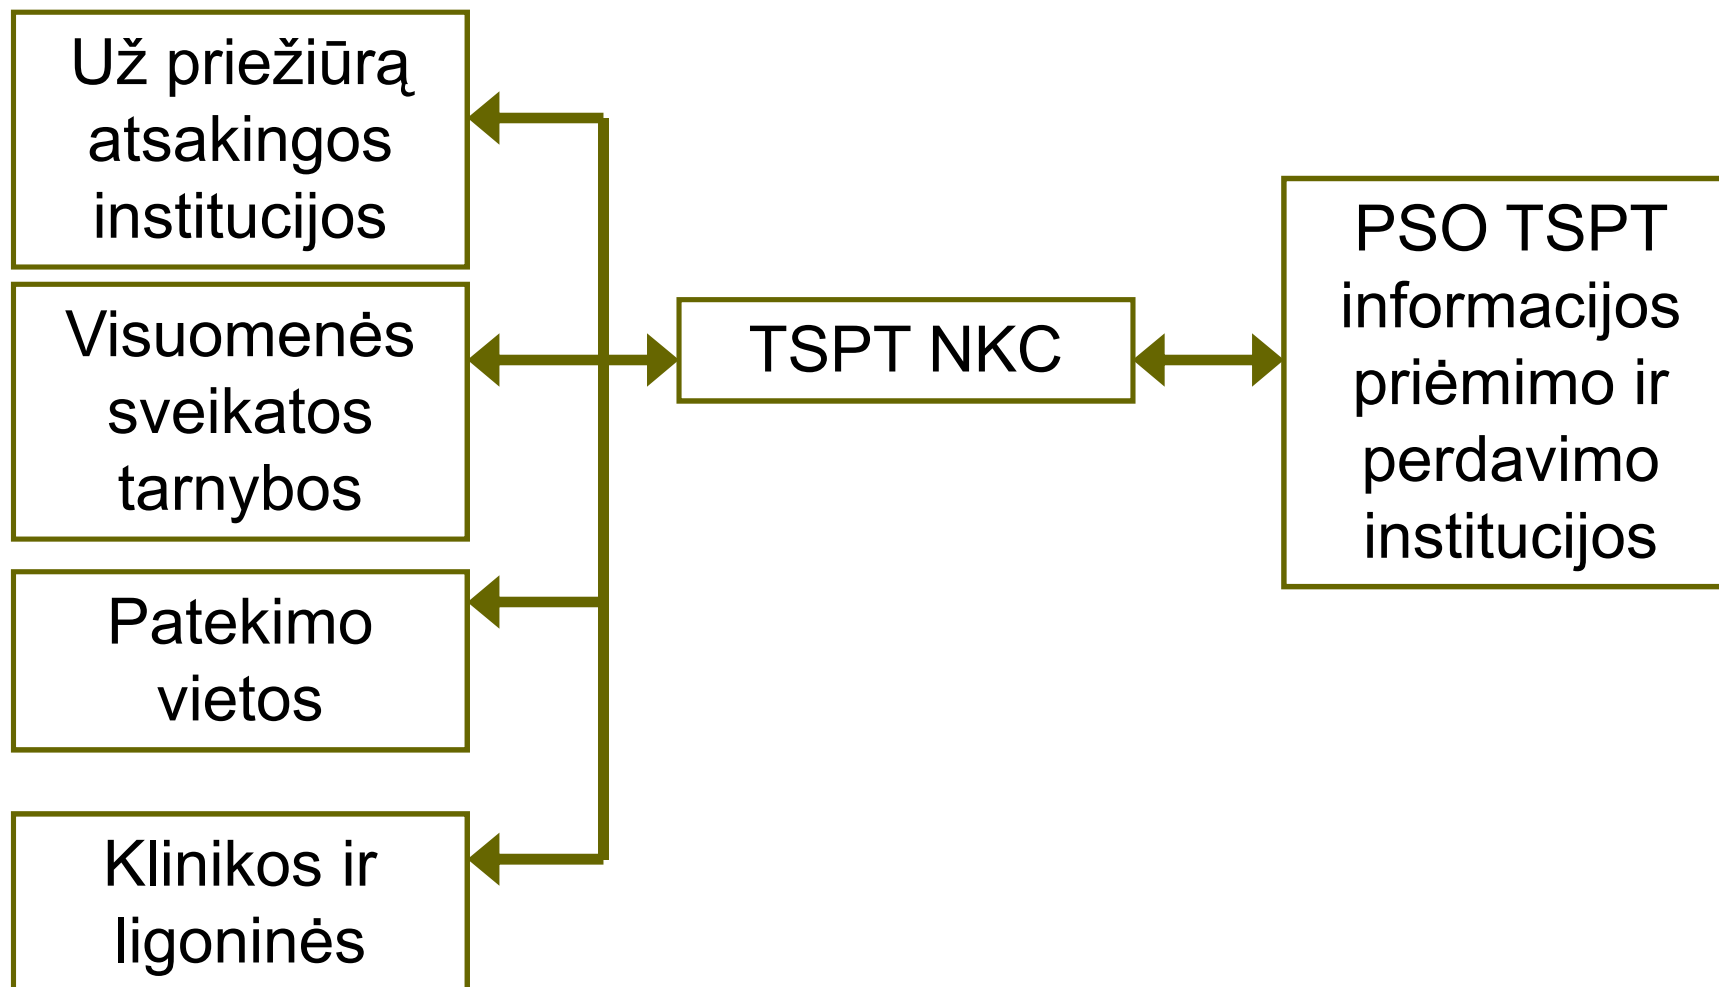 Už priežiūrą
atsakingos
institucijos
Visuomenės
sveikatos
tarnybos
Patekimo
vietos
Klinikos ir
ligoninės
TSPT NKC
PSO TSPT
informacijos
priėmimo ir
perdavimo
institucijos